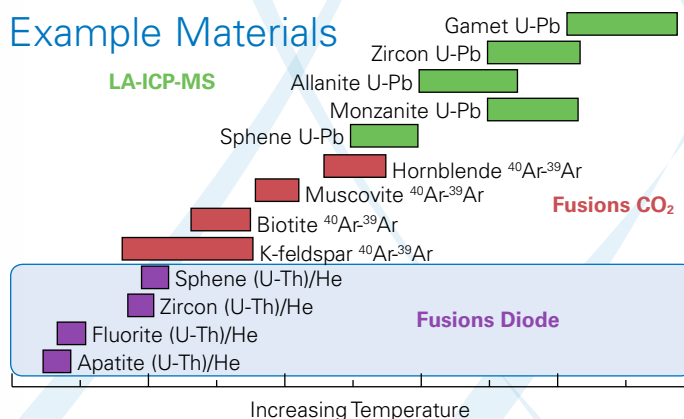 Example Materials
LA-ICP-MS
Gamet U-Pb
Zircon U-Pb
Allanite U-Pb
Monzanite U-Pb
Sphene U-Pb
Hornblende ⁴⁰Ar-³⁹Ar
Muscovite ⁴⁰Ar-³⁹Ar
Fusions CO₂
Biotite ⁴⁰Ar-³⁹Ar
K-feldspar ⁴⁰Ar-³⁹Ar
Sphene (U-Th)/He
Zircon (U-Th)/He
Fusions Diode
Fluorite (U-Th)/He
Apatite (U-Th)/He
Increasing Temperature